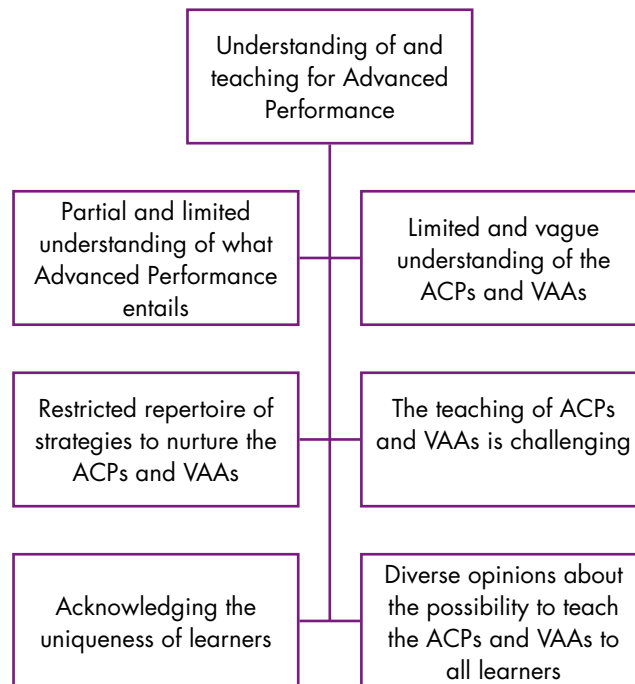 Understanding of and
teaching for Advanced
Performance
Partial and limited
understanding of what
Advanced Performance
entails
Limited and vague
understanding of the
ACPs and VAAs
Restricted repertoire of
strategies to nurture the
ACPs and VAAs
The teaching of ACPs
and VAAs is challenging
Acknowledging the
uniqueness of learners
Diverse opinions about
the possibility to teach
the ACPs and VAAs to
all learners